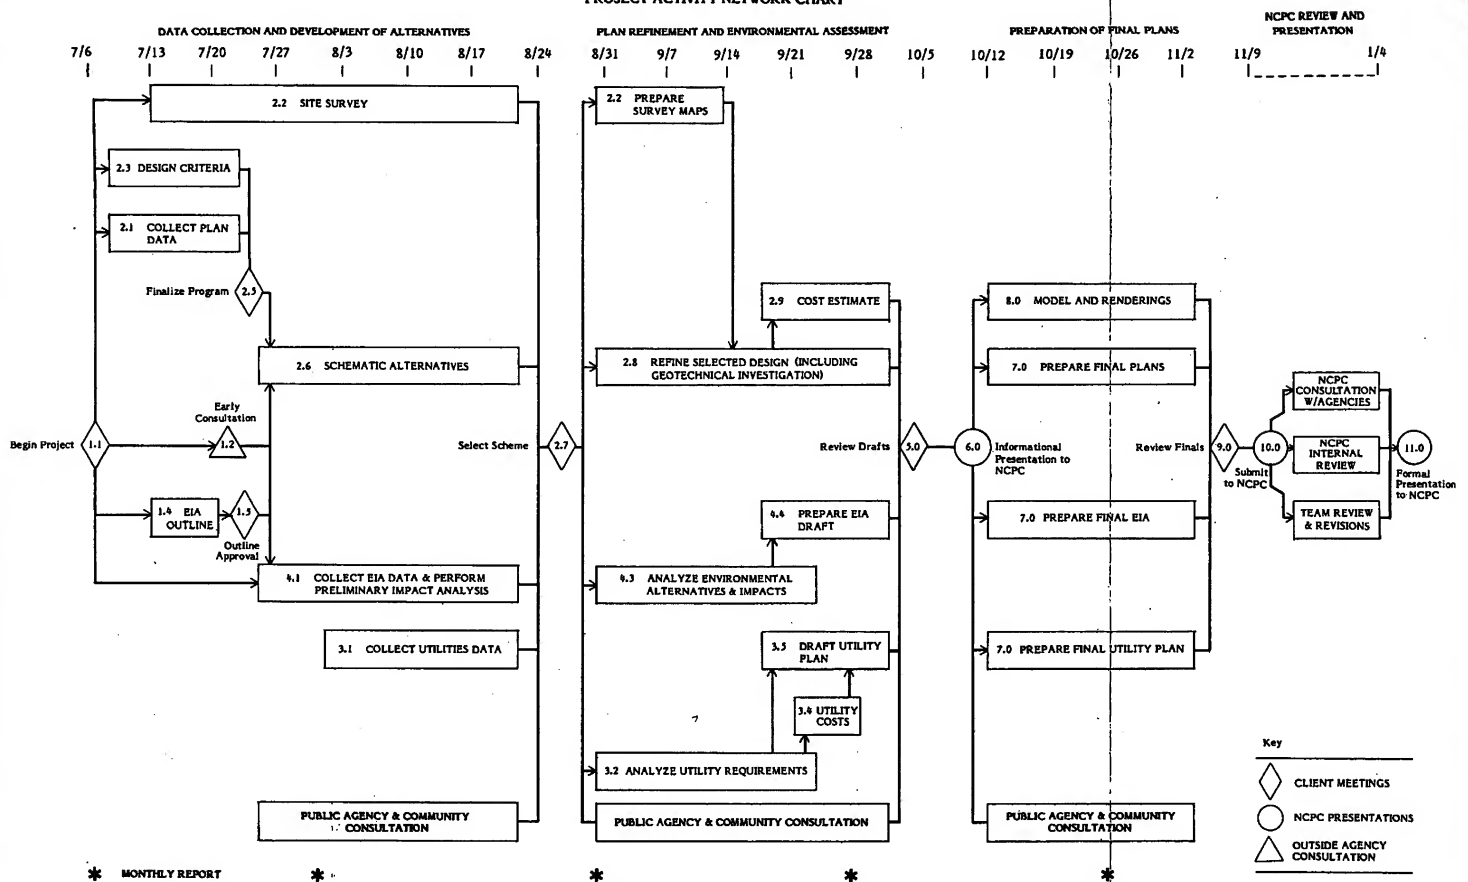 PROJECT ACTIVITY NETWORK CHART
DATA COLLECTION AND DEVELOPMENT OF ALTERNATIVES
PLAN REFINEMENT AND ENVIRONMENTAL ASSESSMENT
PREPARATION OF FINAL PLANS
NCPC REVIEW AND
PRESENTATION
7/6 7/13 7/20 7/27 8/3 8/10 8/17 8/24 8/31 9/7 9/14 9/21 9/28 10/5 10/12 10/19 10/26 11/2 11/9 1/4
2.2 SITE SURVEY
2.3 DESIGN CRITERIA
2.1 COLLECT PLAN
DATA
Finalize Program
2.5
2.6 SCHEMATIC ALTERNATIVES
Early
Consultation
Begin Project
1.1
1.2
1.4 EIA
OUTLINE
1.5
Outline
Approval
4.1 COLLECT EIA DATA & PERFORM
PRELIMINARY IMPACT ANALYSIS
3.1 COLLECT UTILITIES DATA
PUBLIC AGENCY & COMMUNITY
CONSULTATION
Select Scheme
2.7
2.2 PREPARE
SURVEY MAPS
2.9 COST ESTIMATE
2.8 REFINE SELECTED DESIGN (INCLUDING
GEOTECHNICAL INVESTIGATION)
4.4 PREPARE EIA
DRAFT
4.3 ANALYZE ENVIRONMENTAL
ALTERNATIVES & IMPACTS
3.5 DRAFT UTILITY
PLAN
3.4 UTILITY
COSTS
3.2 ANALYZE UTILITY REQUIREMENTS
PUBLIC AGENCY & COMMUNITY CONSULTATION
Review Drafts
5.0
6.0
Informational
Presentation to
NCPC
8.0 MODEL AND RENDERINGS
7.0 PREPARE FINAL PLANS
7.0 PREPARE FINAL EIA
7.0 PREPARE FINAL UTILITY PLAN
PUBLIC AGENCY & COMMUNITY
CONSULTATION
Review Finals
9.0
10.0
Submit
to NCPC
NCPC
CONSULTATION
W/AGENCIES
NCPC
INTERNAL
REVIEW
TEAM REVIEW
& REVISIONS
11.0
Formal
Presentation
to NCPC
Key
CLIENT MEETINGS
NCPC PRESENTATIONS
OUTSIDE AGENCY
CONSULTATION
* MONTHLY REPORT * * * *